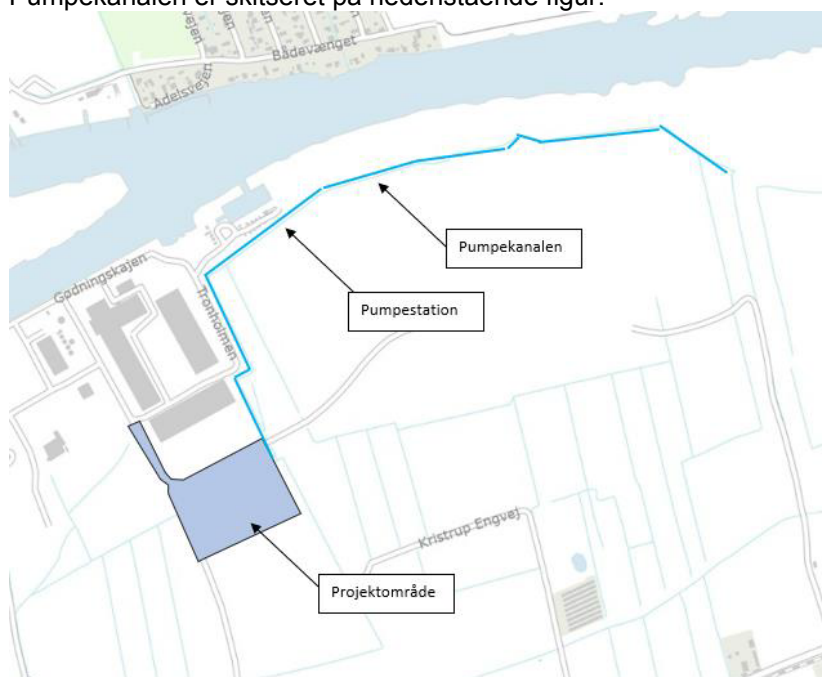 Pumpekanalen er skitseret på nedenstående figur:
Bådevænget
Adelsvejen
Pumpekanalen
Gødningskajen
Pumpestation
Tronholmen
Kristrup Engvej
Projektområde